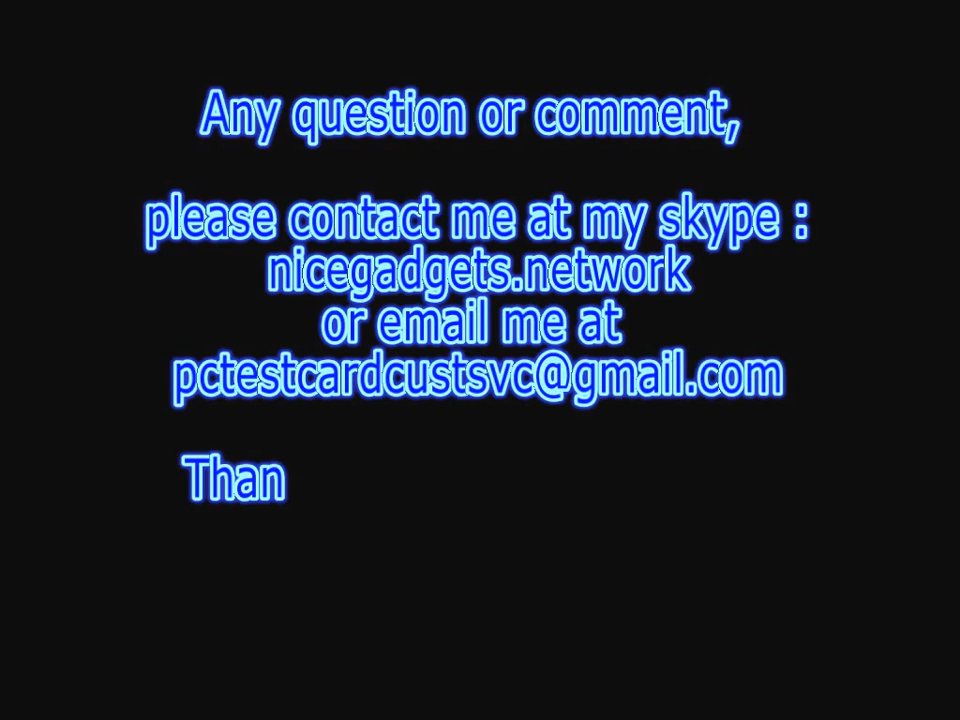 Any question or comment,
please contact me at my skype :
nicegadgets.network
or email me at
pctestcardcustsvc@gmail.com
Than